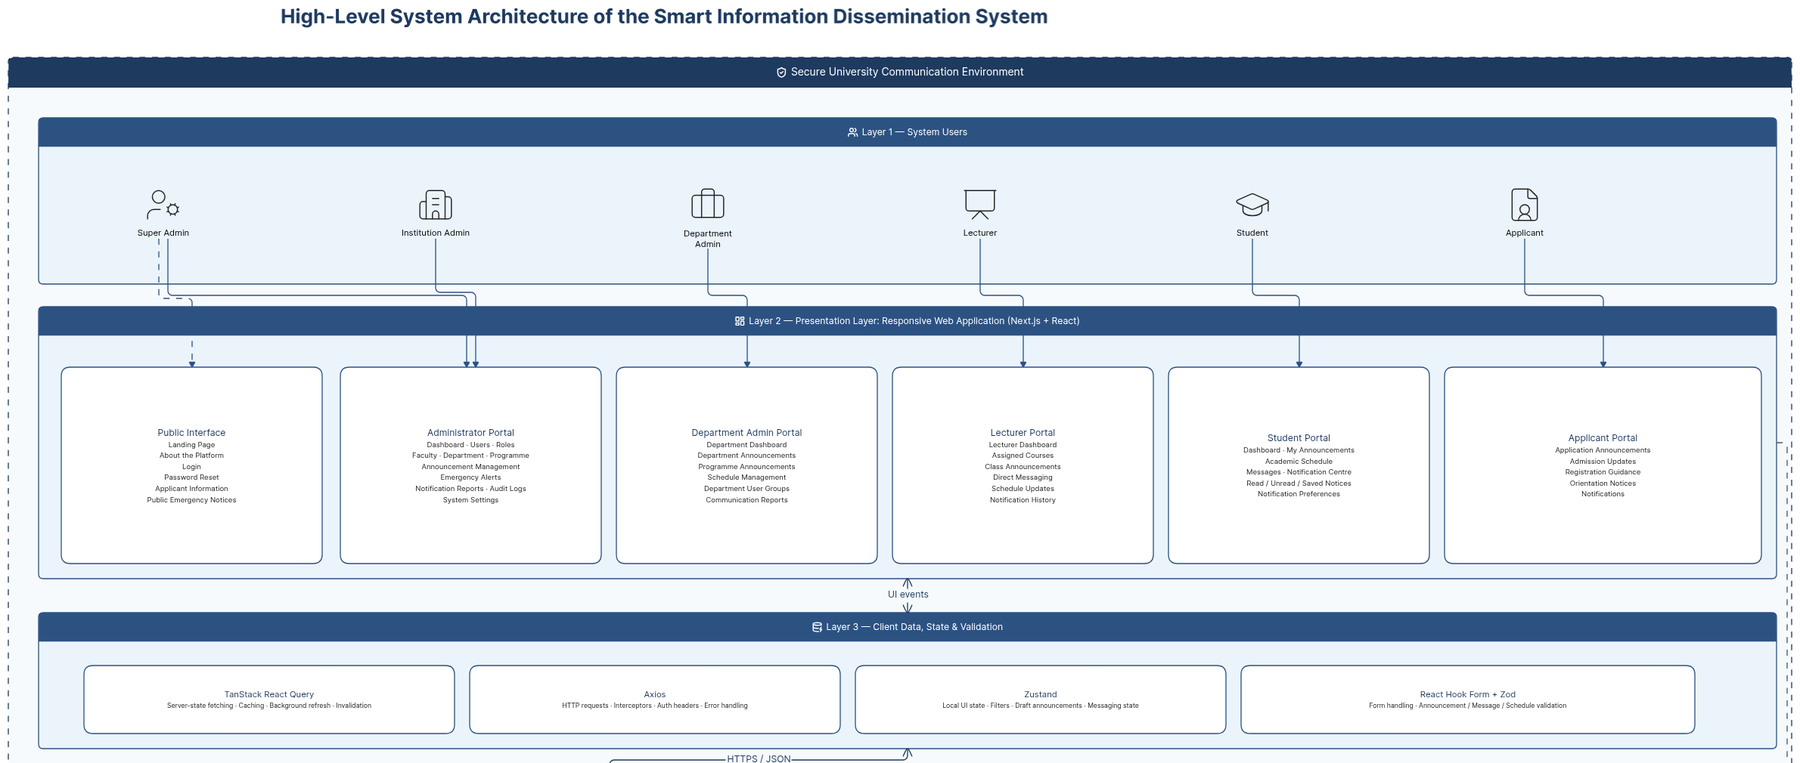 High-Level System Architecture of the Smart Information Dissemination System
Secure University Communication Environment
Layer 1 — System Users
Super Admin
Institution Admin
Department
Admin
Lecturer
Student
Applicant
Layer 2 — Presentation Layer: Responsive Web Application (Next.js + React)
Public Interface
Landing Page
About the Platform
Login
Password Reset
Applicant Information
Public Emergency Notices
Administrator Portal
Dashboard · Users · Roles
Faculty · Department · Programme
Announcement Management
Emergency Alerts
Notification Reports · Audit Logs
System Settings
Department Admin Portal
Department Dashboard
Department Announcements
Programme Announcements
Schedule Management
Department User Groups
Communication Reports
Lecturer Portal
Lecturer Dashboard
Assigned Courses
Class Announcements
Direct Messaging
Schedule Updates
Notification History
Student Portal
Dashboard · My Announcements
Academic Schedule
Messages · Notification Centre
Read / Unread / Saved Notices
Notification Preferences
Applicant Portal
Application Announcements
Admission Updates
Registration Guidance
Orientation Notices
Notifications
UI events
Layer 3 — Client Data, State & Validation
TanStack React Query
Server-state fetching · Caching · Background refresh · Invalidation
Axios
HTTP requests · Interceptors · Auth headers · Error handling
Zustand
Local UI state · Filters · Draft announcements · Messaging state
React Hook Form + Zod
Form handling · Announcement / Message / Schedule validation
HTTPS / JSON